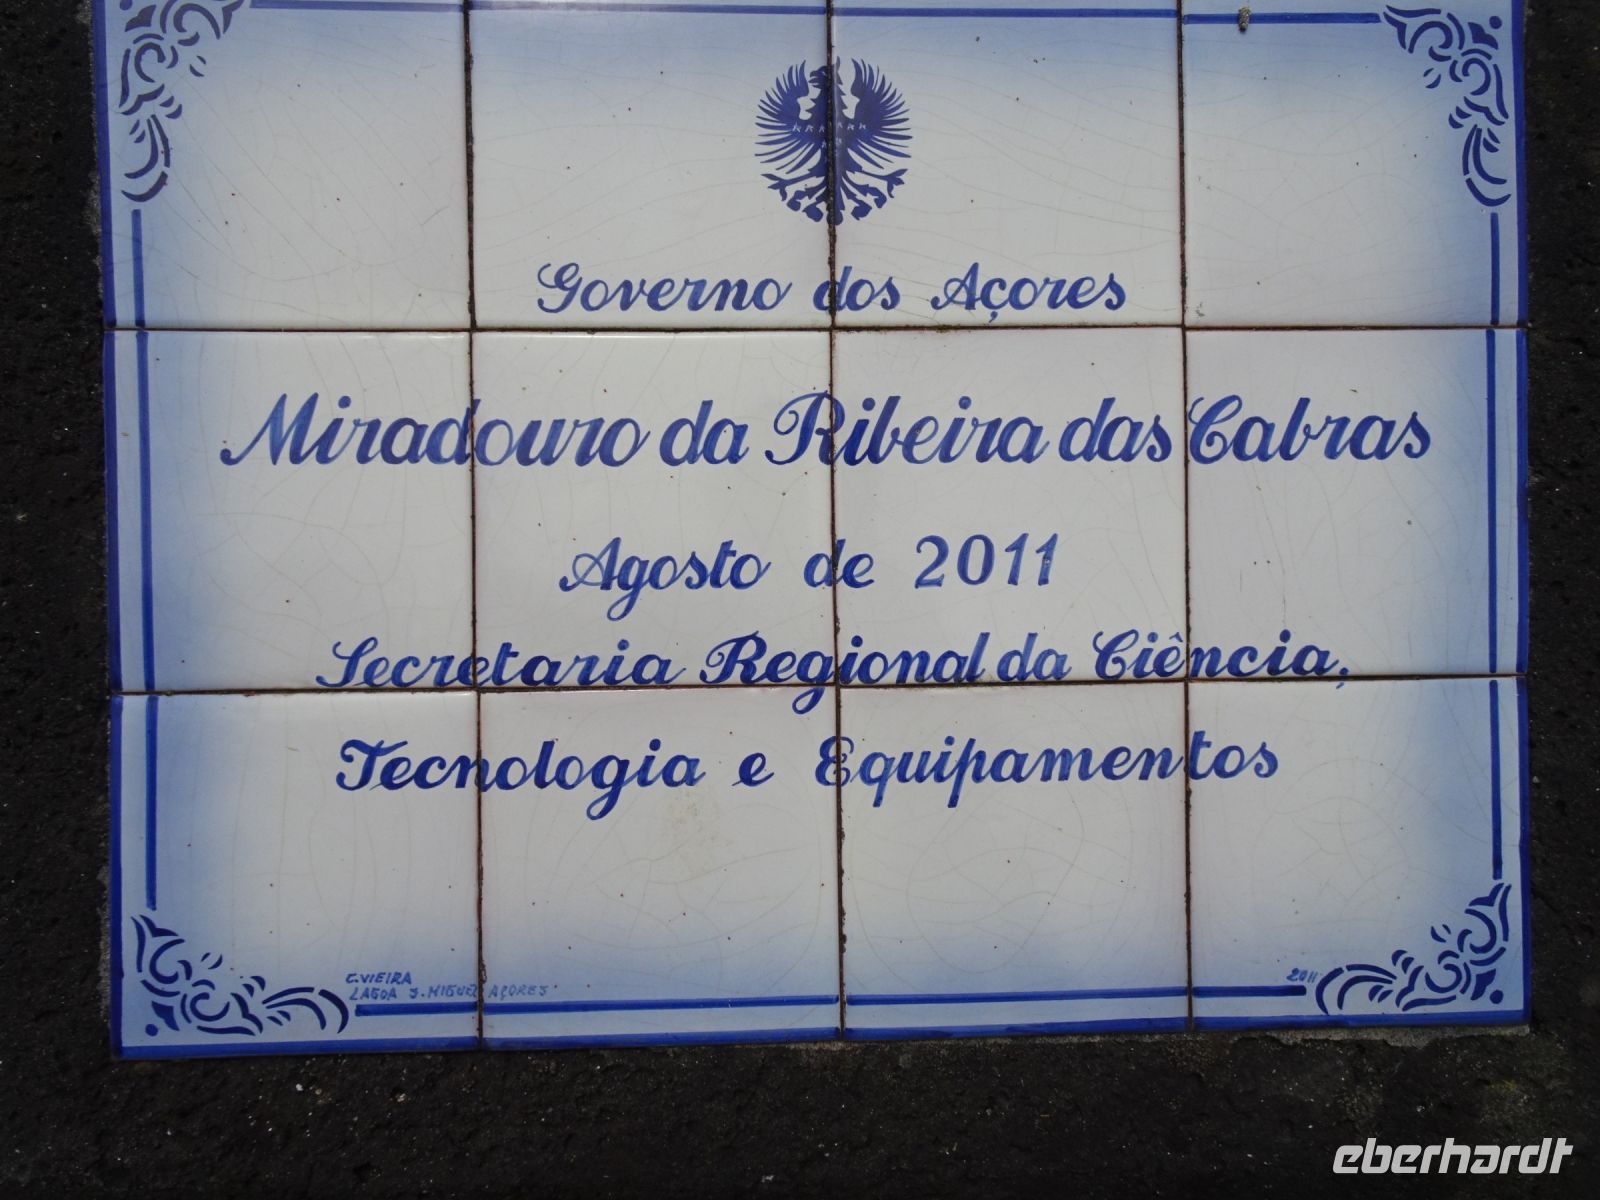 Governo dos Açores
Miradouro da Ribeira das Cabras
Agosto de 2011
Secretaria Regional da Ciência,
Tecnologia e Equipamentos
C.VIEIRA
LAGOA S.MIGUEL AÇORES
2011
eberhardt